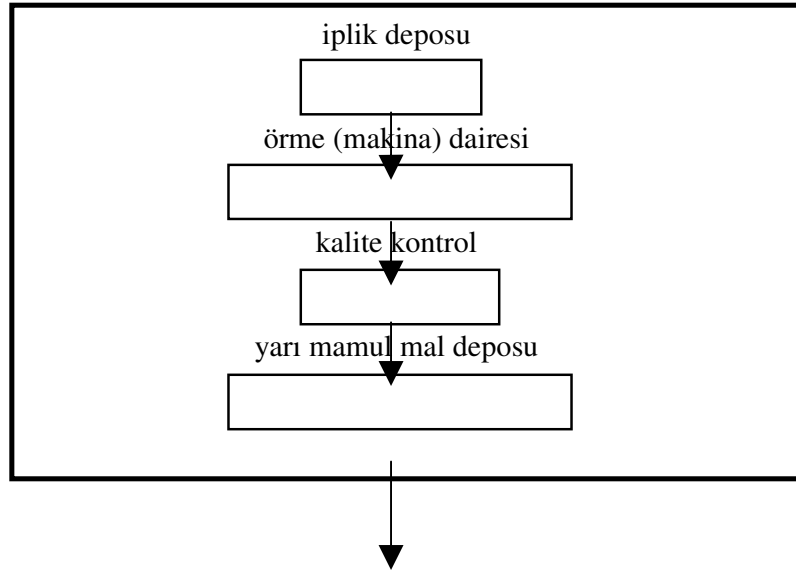 iplik deposu
örme (makina) dairesi
kalite kontrol
yarı mamul mal deposu